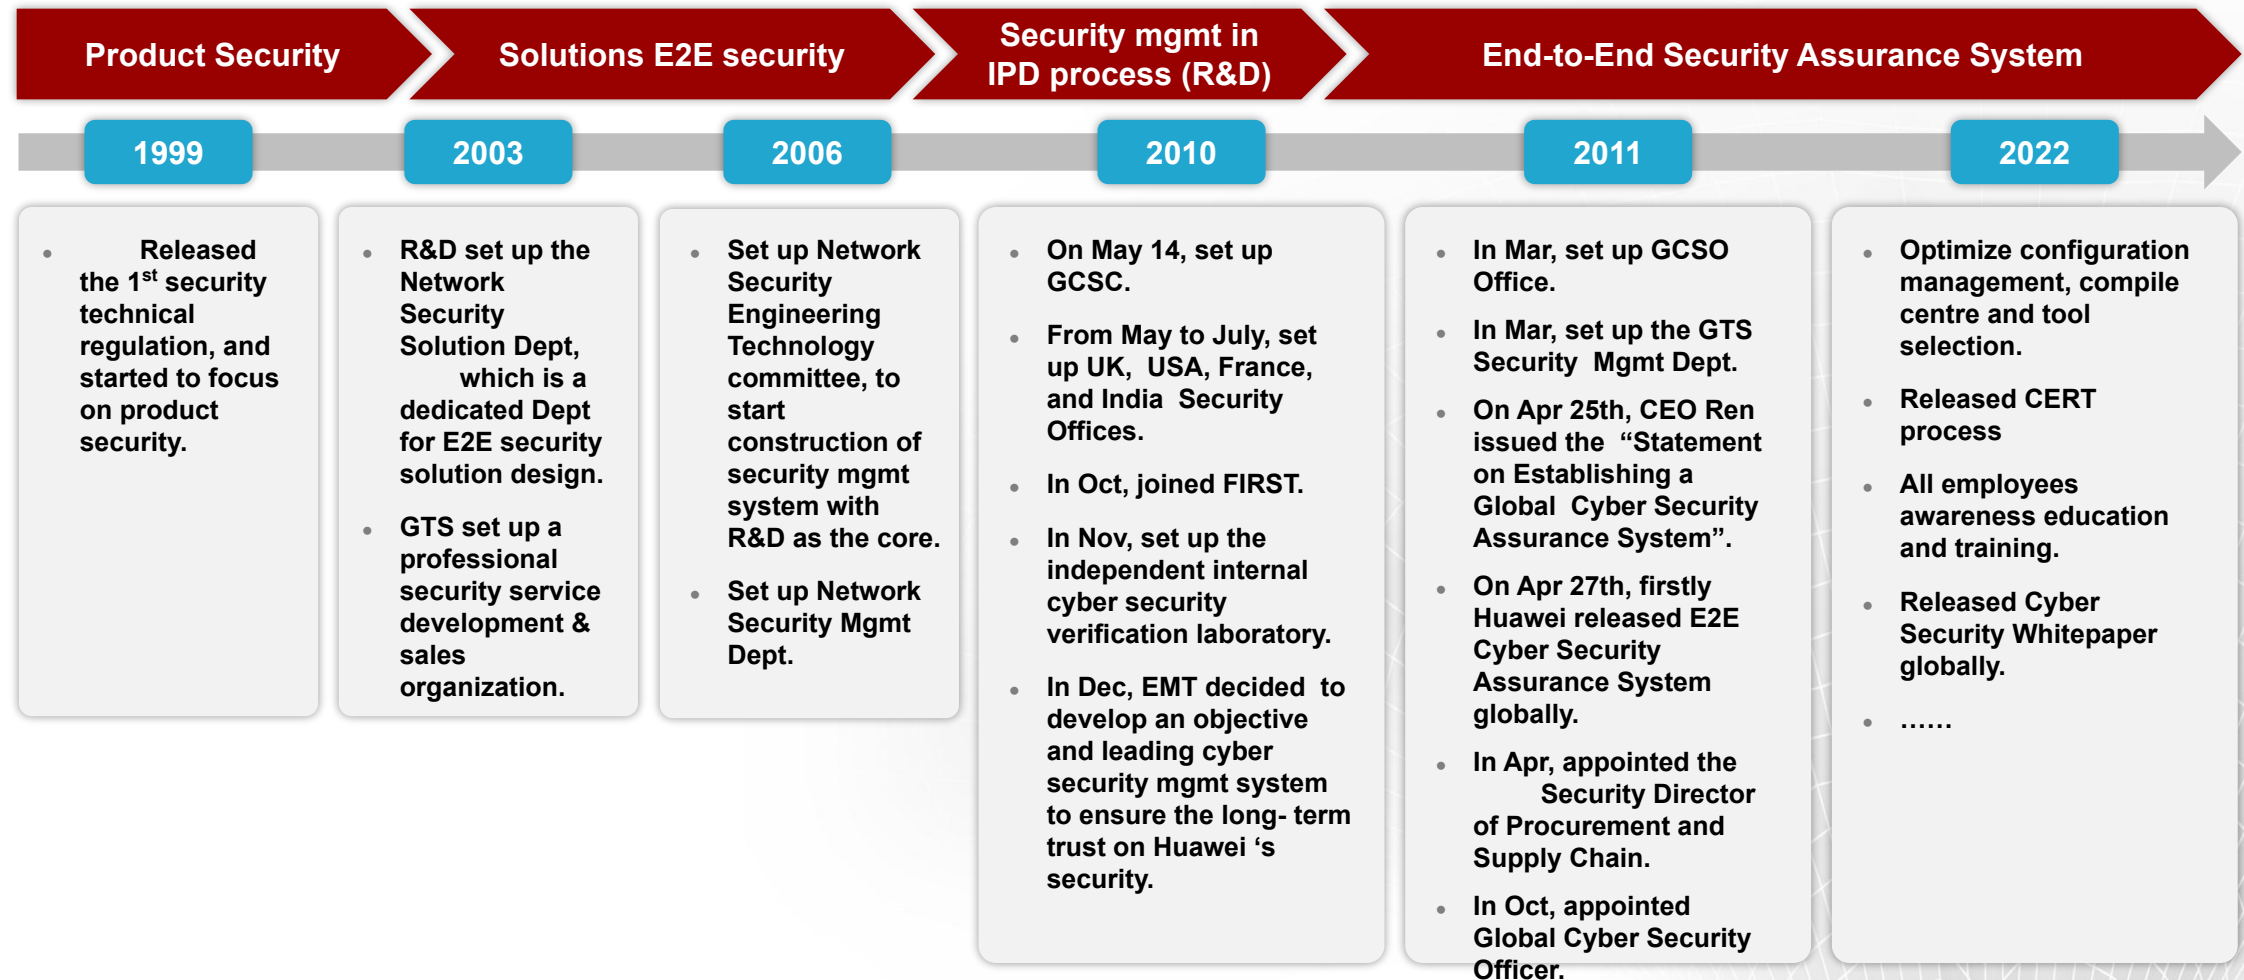 Product Security
Solutions E2E security
Security mgmt in
IPD process (R&D)
End-to-End Security Assurance System
1999
2003
2006
2010
2011
2022
• Released
the 1st security
technical
regulation, and
started to focus
on product
security.
• R&D set up the
Network
Security
Solution Dept,
which is a
dedicated Dept
for E2E security
solution design.
• GTS set up a
professional
security service
development &
sales
organization.
• Set up Network
Security
Engineering
Technology
committee, to
start
construction of
security mgmt
system with
R&D as the core.
• Set up Network
Security Mgmt
Dept.
• On May 14, set up
GCSC.
• From May to July, set
up UK, USA, France,
and India Security
Offices.
• In Oct, joined FIRST.
• In Nov, set up the
independent internal
cyber security
verification laboratory.
• In Dec, EMT decided to
develop an objective
and leading cyber
security mgmt system
to ensure the long- term
trust on Huawei ‘s
security.
• In Mar, set up GCSO
Office.
• In Mar, set up the GTS
Security Mgmt Dept.
• On Apr 25th, CEO Ren
issued the “Statement
on Establishing a
Global Cyber Security
Assurance System”.
• On Apr 27th, firstly
Huawei released E2E
Cyber Security
Assurance System
globally.
• In Apr, appointed the
Security Director
of Procurement and
Supply Chain.
• In Oct, appointed
Global Cyber Security
Officer.
• Optimize configuration
management, compile
centre and tool
selection.
• Released CERT
process
• All employees
awareness education
and training.
• Released Cyber
Security Whitepaper
globally.
• ……